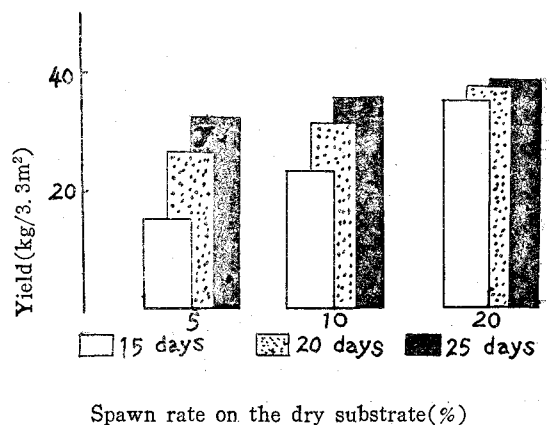 40
20
Yield(kg/3.3m²)
5 10 20
15 days 20 days 25 days
Spawn rate on the dry substrate(%)